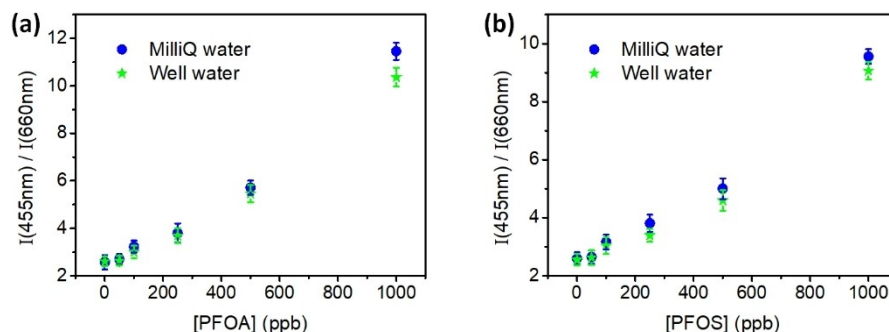 (a)
MilliQ water
Well water
I(455nm) / I(660nm)
12
10
8
6
4
2
0 200 400 600 800 1000
[PFOA] (ppb)
(b)
MilliQ water
Well water
I(455nm) / I(660nm)
10
8
6
4
2
0 200 400 600 800 1000
[PFOS] (ppb)